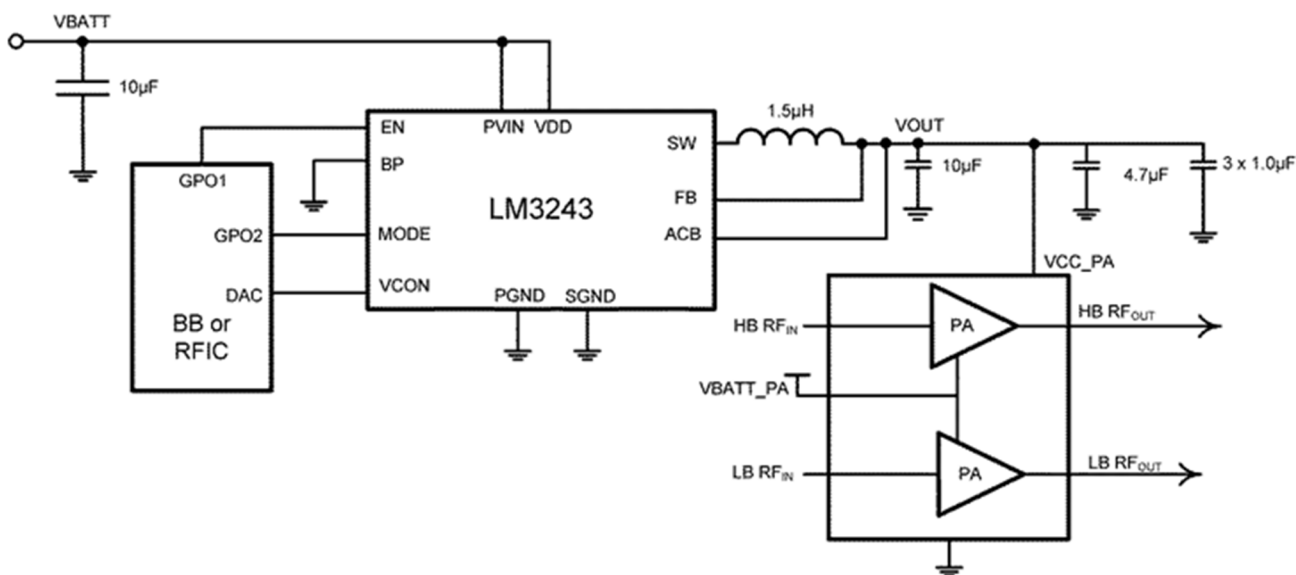 VBATT
10µF
EN
PVIN
VDD
1.5µH
SW
VOUT
BP
GPO1
10µF
4.7µF
3 x 1.0µF
LM3243
FB
GPO2
MODE
ACB
VCC_PA
DAC
VCON
PGND
SGND
BB or
RFIC
HB RFIN
PA
HB RFOUT
VBATT_PA
LB RFIN
PA
LB RFOUT